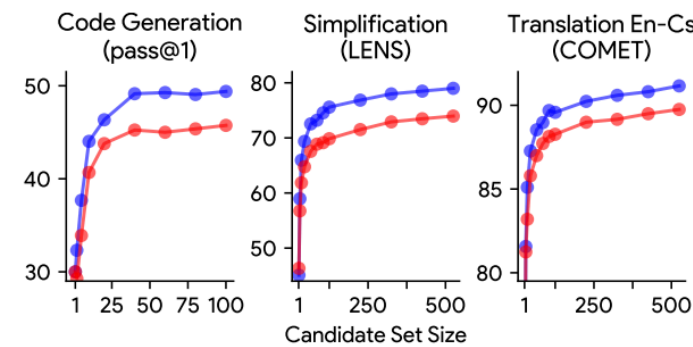 Code Generation
(pass@1)
Simplification
(LENS)
Translation En-Cs
(COMET)
50
40
30
1 25 50 75 100
80
70
60
50
1 250 500
90
85
80
1 250 500
Candidate Set Size